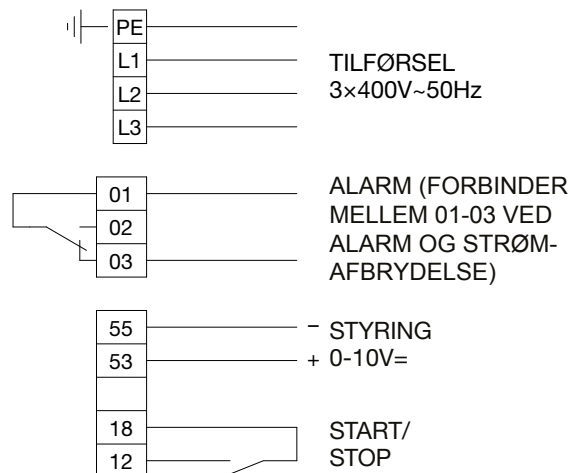 PE
L1
L2
L3
TILFØRSEL
3×400V~50Hz
01
02
03
ALARM (FORBINDER
MELLEM 01-03 VED
ALARM OG STRØM-
AFBRYDELSE)
55
53
– STYRING
+ 0-10V=
18
12
START/
STOP